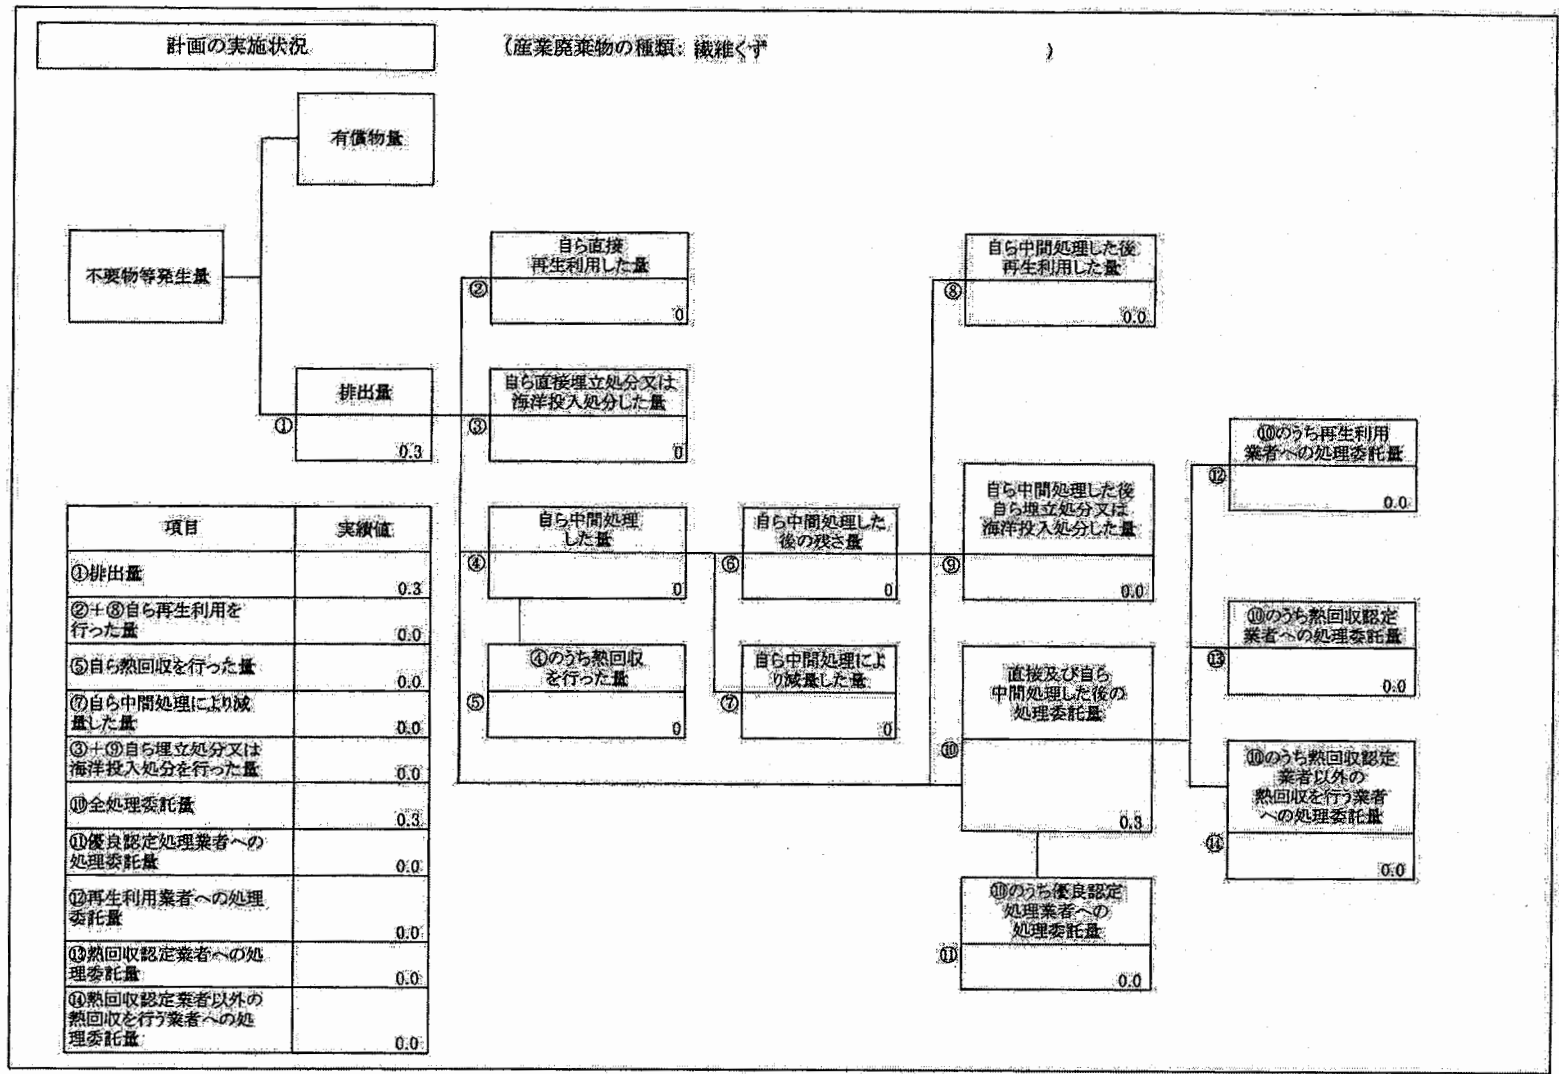 計画の実施状況
（産業廃棄物の種類：繊維くず　）
有償物量
不要物等発生量
排出量
①
0.3
自ら直接
再生利用した量
②
0
自ら直接埋立処分又は
海洋投入処分した量
③
0
自ら中間処理
した量
④
0
④のうち熱回収
を行った量
⑤
0
自ら中間処理した
後の残さ量
⑥
0
自ら中間処理によ
り減量した量
⑦
0
自ら中間処理した後
再生利用した量
⑧
0.0
自ら中間処理した後
自ら埋立処分又は
海洋投入処分した量
⑨
0.0
直接及び自ら
中間処理した後の
処理委託量
⑩
0.3
⑩のうち優良認定
処理業者への
処理委託量
⑪
0.0
⑩のうち再生利用
業者への処理委託量
⑫
0.0
⑩のうち熱回収認定
業者への処理委託量
⑬
0.0
⑩のうち熱回収認定
業者以外の
熱回収を行う業者
への処理委託量
⑭
0.0
項目 実績値
①排出量 0.3
②＋⑧自ら再生利用を
行った量 0.0
⑤自ら熱回収を行った量 0.0
⑦自ら中間処理により減
量した量 0.0
③＋⑨自ら埋立処分又は
海洋投入処分を行った量 0.0
⑩全処理委託量 0.3
⑪優良認定処理業者への
処理委託量 0.0
⑫再生利用業者への処理
委託量 0.0
⑬熱回収認定業者への処
理委託量 0.0
⑭熱回収認定業者以外の
熱回収を行う業者への処
理委託量 0.0